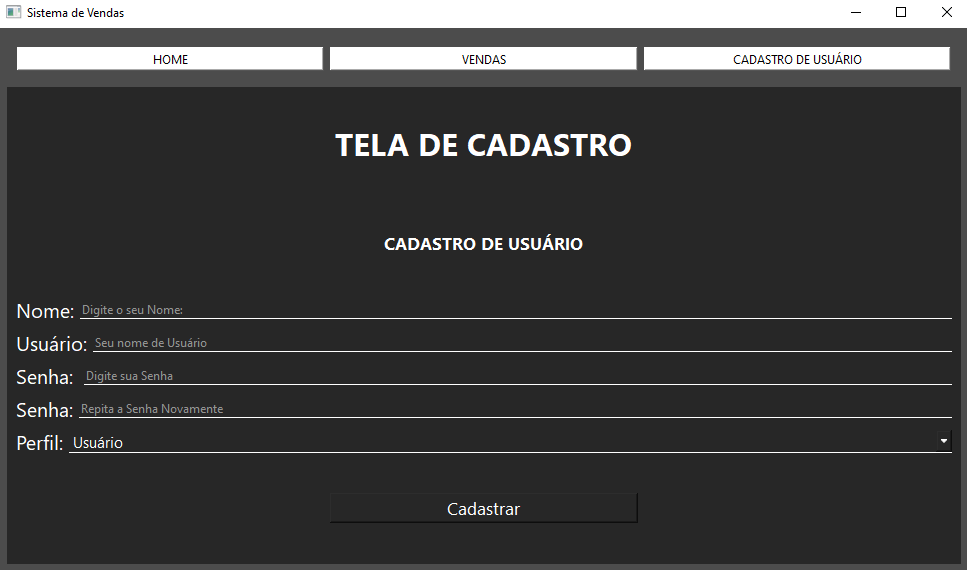 Sistema de Vendas
HOME VENDAS CADASTRO DE USUÁRIO
TELA DE CADASTRO
CADASTRO DE USUÁRIO
Nome: Digite o seu Nome:
Usuário: Seu nome de Usuário
Senha: Digite sua Senha
Senha: Repita a Senha Novamente
Perfil: Usuário
Cadastrar